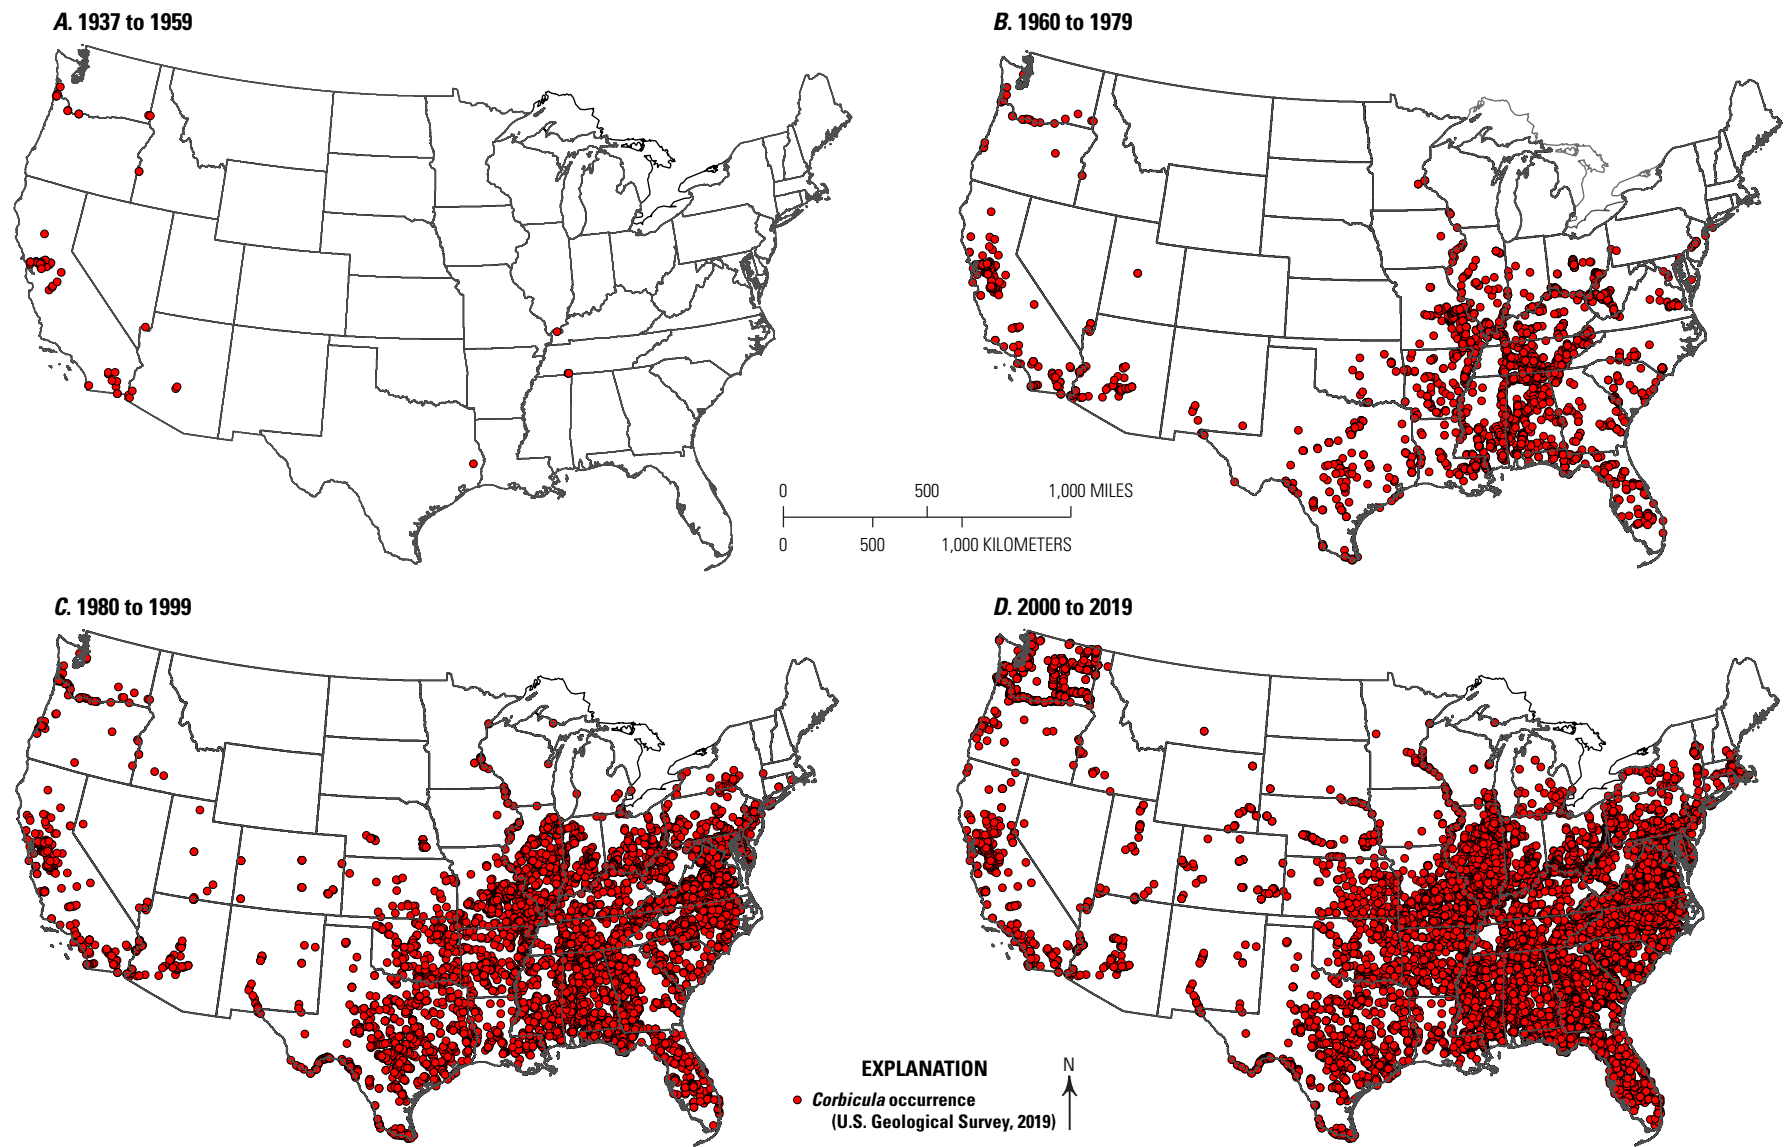 A. 1937 to 1959
B. 1960 to 1979
0 500 1,000 MILES
0 500 1,000 KILOMETERS
C. 1980 to 1999
D. 2000 to 2019
EXPLANATION
Corbicula occurrence
(U.S. Geological Survey, 2019)
N